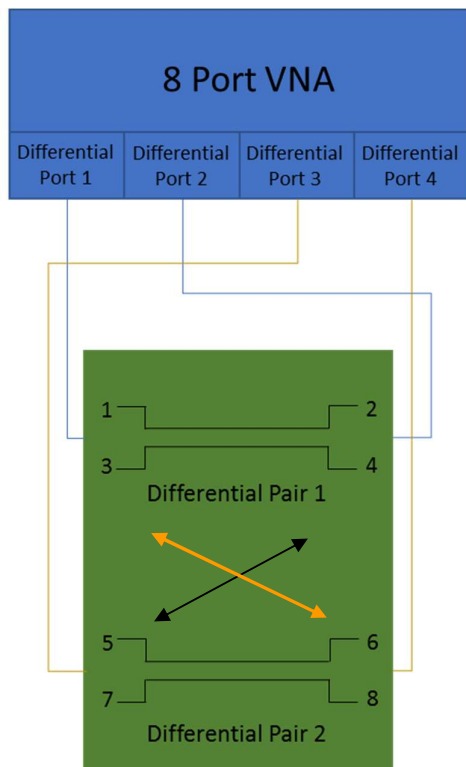 8 Port VNA
Differential Port 1
Differential Port 2
Differential Port 3
Differential Port 4
1
2
3
4
Differential Pair 1
5
6
7
8
Differential Pair 2